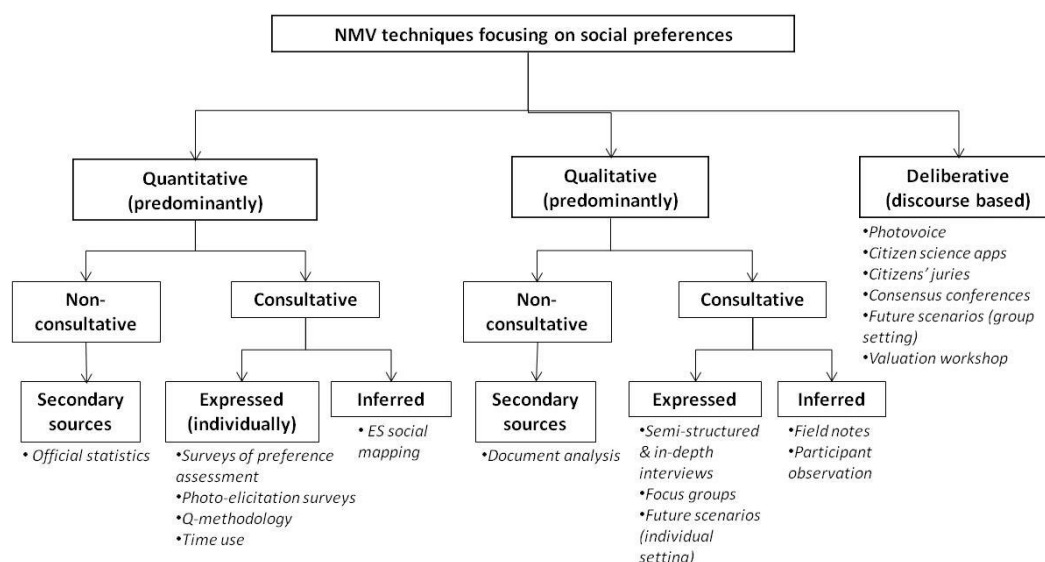 NMV techniques focusing on social preferences
Quantitative
(predominantly)
Qualitative
(predominantly)
Deliberative
(discourse based)
•Photovoice
•Citizen science apps
•Citizens' juries
•Consensus conferences
•Future scenarios (group
setting)
•Valuation workshop
Non-
consultative
Consultative
Non-
consultative
Consultative
Secondary
sources
• Official statistics
Expressed
(individually)
•Surveys of preference
assessment
•Photo-elicitation surveys
•Q-methodology
•Time use
Inferred
• ES social
mapping
Secondary
sources
•Document analysis
Expressed
•Semi-structured
& in-depth
interviews
•Focus groups
•Future scenarios
(individual
setting)
Inferred
•Field notes
•Participant
observation